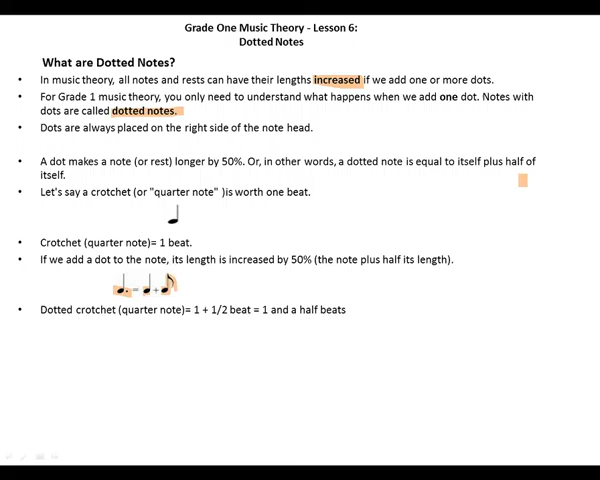 Grade One Music Theory - Lesson 6:
Dotted Notes
What are Dotted Notes?
• In music theory, all notes and rests can have their lengths increased if we add one or more dots.
• For Grade 1 music theory, you only need to understand what happens when we add one dot. Notes with
dots are called dotted notes.
• Dots are always placed on the right side of the note head.
• A dot makes a note (or rest) longer by 50%. Or, in other words, a dotted note is equal to itself plus half of
itself.
• Let's say a crotchet (or "quarter note" )is worth one beat.
• Crotchet (quarter note)= 1 beat.
• If we add a dot to the note, its length is increased by 50% (the note plus half its length).
= +
• Dotted crotchet (quarter note)= 1 + 1/2 beat = 1 and a half beats